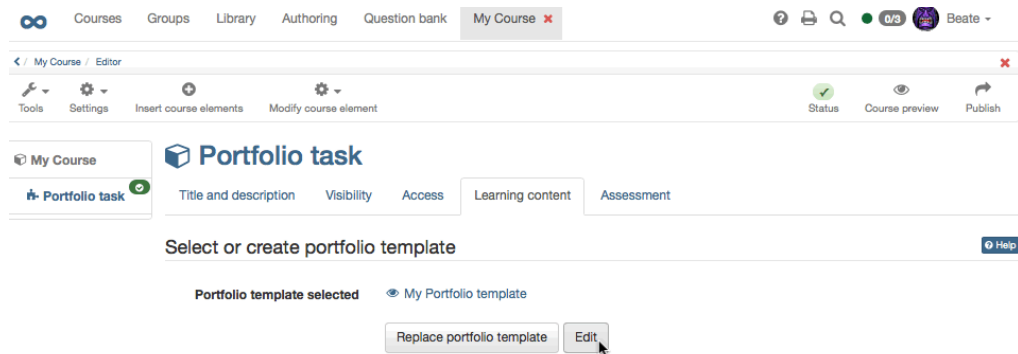 Courses Groups Library Authoring Question bank My Course 0/3 Beate
/ My Course / Editor
Tools Settings Insert course elements Modify course element Status Course preview Publish
My Course
Portfolio task
Portfolio task
Title and description Visibility Access Learning content Assessment
Select or create portfolio template Help
Portfolio template selected My Portfolio template
Replace portfolio template Edit